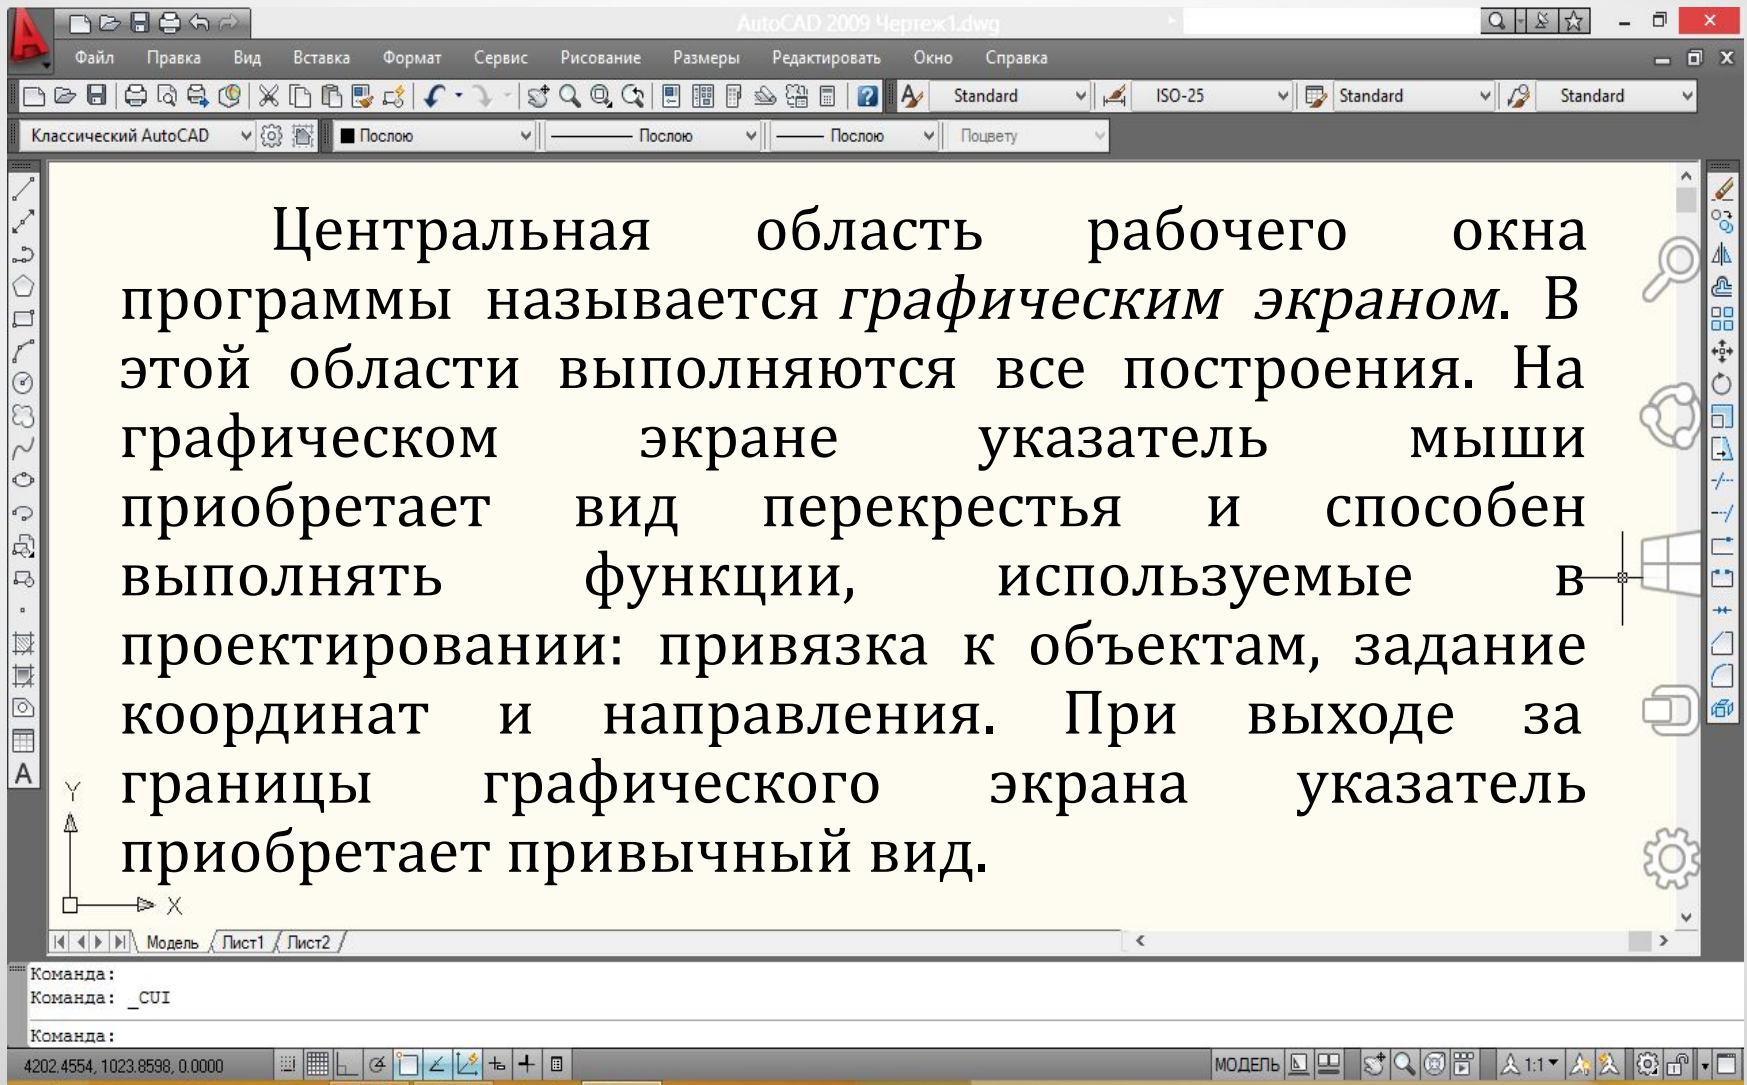 AutoCAD 2009 Чертеж1.dwg
Файл Правка Вид Вставка Формат Сервис Рисование Размеры Редактировать Окно Справка
Standard ISO-25 Standard Standard
Классический AutoCAD Послою Послою Послою Поцвету
Центральная область рабочего окна
программы называется графическим экраном. В
этой области выполняются все построения. На
графическом экране указатель мыши
приобретает вид перекрестья и способен
выполнять функции, используемые в
проектировании: привязка к объектам, задание
координат и направления. При выходе за
границы графического экрана указатель
приобретает привычный вид.
Y
X
Модель Лист1 Лист2
Команда:
Команда: _CUI
Команда:
4202.4554, 1023.8598, 0.0000 МОДЕЛЬ 1:1